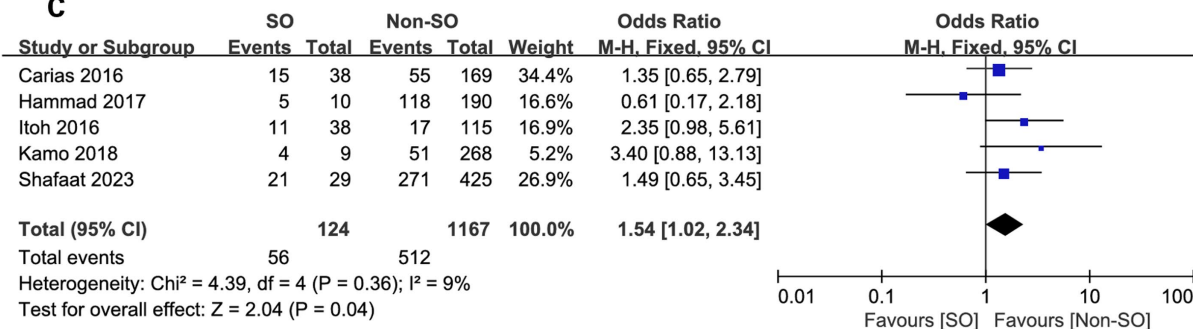 C
SO Non-SO Odds Ratio Odds Ratio
Study or Subgroup Events Total Events Total Weight M-H, Fixed, 95% CI M-H, Fixed, 95% CI
Carias 2016 15 38 55 169 34.4% 1.35 [0.65, 2.79]
Hammad 2017 5 10 118 190 16.6% 0.61 [0.17, 2.18]
Itoh 2016 11 38 17 115 16.9% 2.35 [0.98, 5.61]
Kamo 2018 4 9 51 268 5.2% 3.40 [0.88, 13.13]
Shafaat 2023 21 29 271 425 26.9% 1.49 [0.65, 3.45]
Total (95% CI) 124 1167 100.0% 1.54 [1.02, 2.34]
Total events 56 512
Heterogeneity: Chi² = 4.39, df = 4 (P = 0.36); I² = 9%
Test for overall effect: Z = 2.04 (P = 0.04)
0.01 0.1 1 10 100
Favours [SO] Favours [Non-SO]